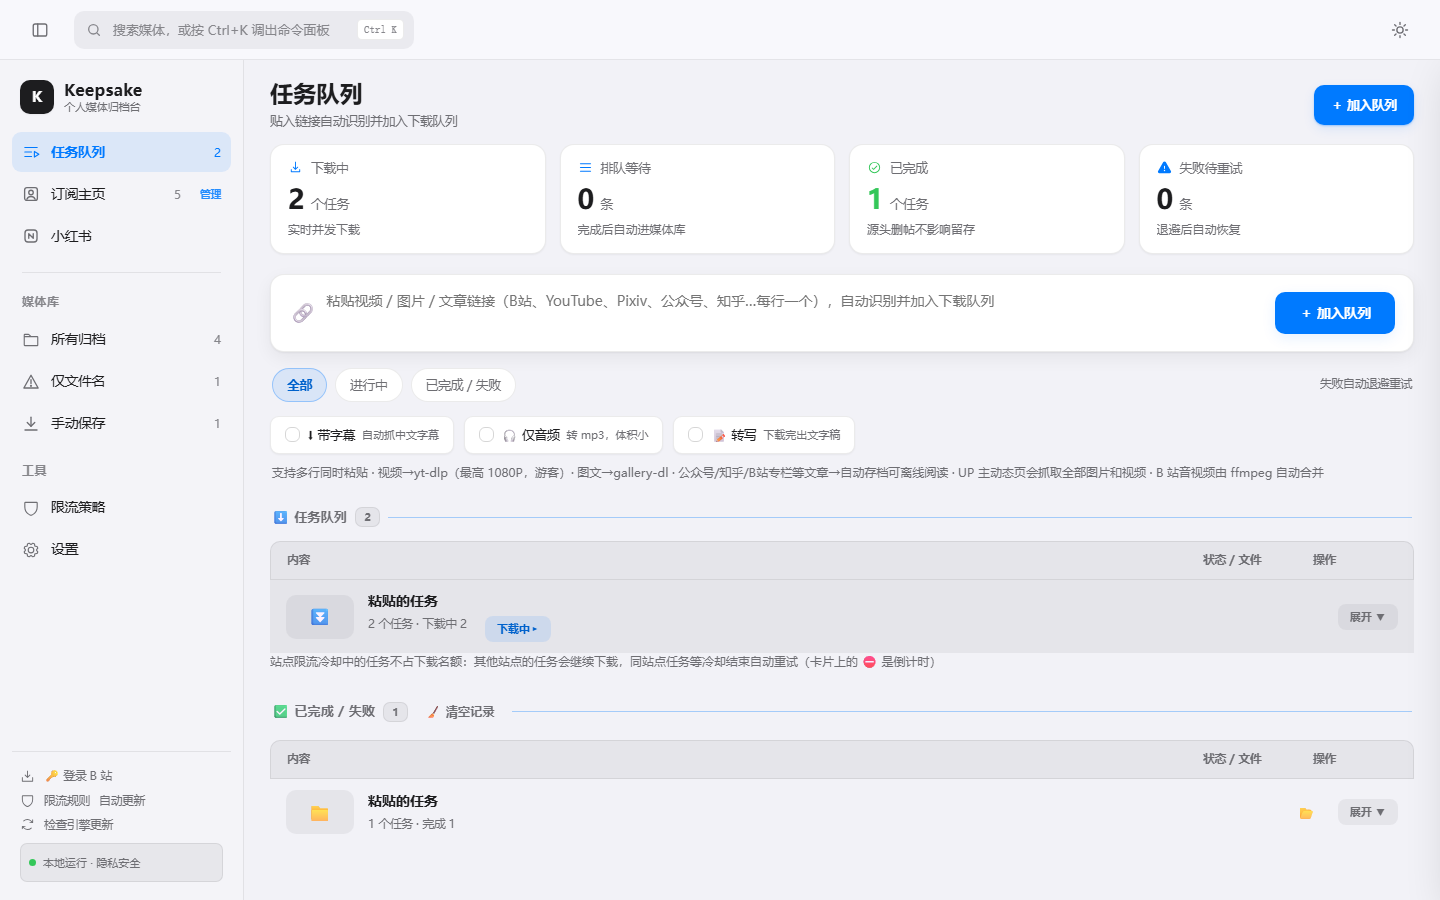 搜索媒体，或按 Ctrl+K 调出命令面板
Ctrl K
K
Keepsake
个人媒体归档台
任务队列 2
订阅主页 5 管理
小红书
媒体库
所有归档 4
仅文件名 1
手动保存 1
工具
限流策略
设置
🔑 登录 B 站
限流规则 自动更新
检查引擎更新
本地运行 · 隐私安全
任务队列
贴入链接自动识别并加入下载队列
+ 加入队列
下载中
2 个任务
实时并发下载
排队等待
0 条
完成后自动进媒体库
已完成
1 个任务
源头删帖不影响留存
失败待重试
0 条
退避后自动恢复
粘贴视频 / 图片 / 文章链接（B站、YouTube、Pixiv、公众号、知乎…每行一个），自动识别并加入下载队列
+ 加入队列
全部
进行中
已完成 / 失败
失败自动退避重试
⬇ 带字幕 自动抓中文字幕
🎧 仅音频 转 mp3，体积小
📝 转写 下载完出文字稿
支持多行同时粘贴 · 视频→yt-dlp（最高 1080P，游客）· 图文→gallery-dl · 公众号/知乎/B站专栏等文章→自动存档可离线阅读 · UP 主动态页会抓取全部图片和视频 · B 站音视频由 ffmpeg 自动合并
⬇️ 任务队列 2
内容 状态 / 文件 操作
粘贴的任务
2 个任务 · 下载中 2
下载中 ▸
展开 ▼
站点限流冷却中的任务不占下载名额：其他站点的任务会继续下载，同站点任务等冷却结束自动重试（卡片上的 ⛔ 是倒计时）
✅ 已完成 / 失败 1 🧹 清空记录
内容 状态 / 文件 操作
粘贴的任务
1 个任务 · 完成 1
展开 ▼